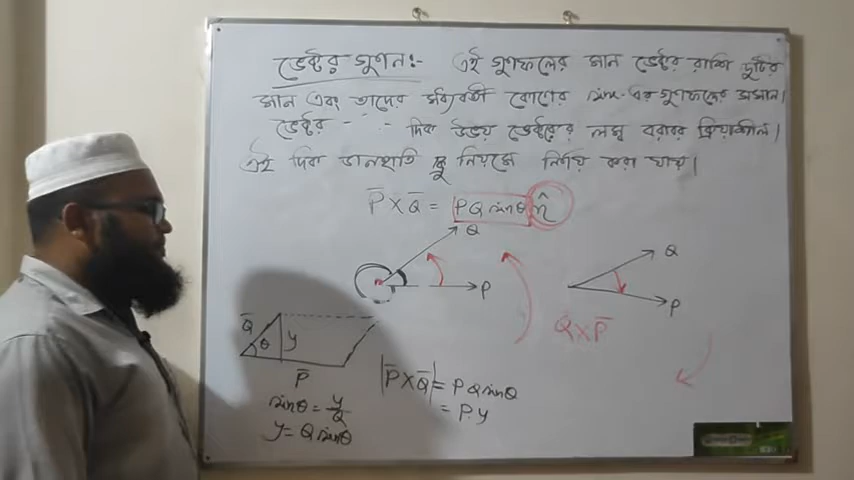 ভেক্টর গুণন:- এই গুণফলের মান ভেক্টর রাশি দুটির
মান এবং তাদের মধ্যবর্তী কোণের sin-এর গুণফলের সমান।
ভেক্টর - - - দিক উভয় ভেক্টরের লম্ব বরাবর ক্রিয়াশীল।
এই দিক ডানহাতি স্ক্রু নিয়মে নির্ণয় করা যায়।
P̅ × Q̅ = PQ sinθ n̂
Q
P
Q
P
Q̅ × P̅
Q̅
θ
y
P̅
sinθ = y/Q
y = Q sinθ
|P̅ × Q̅| = PQ sinθ
= P.y